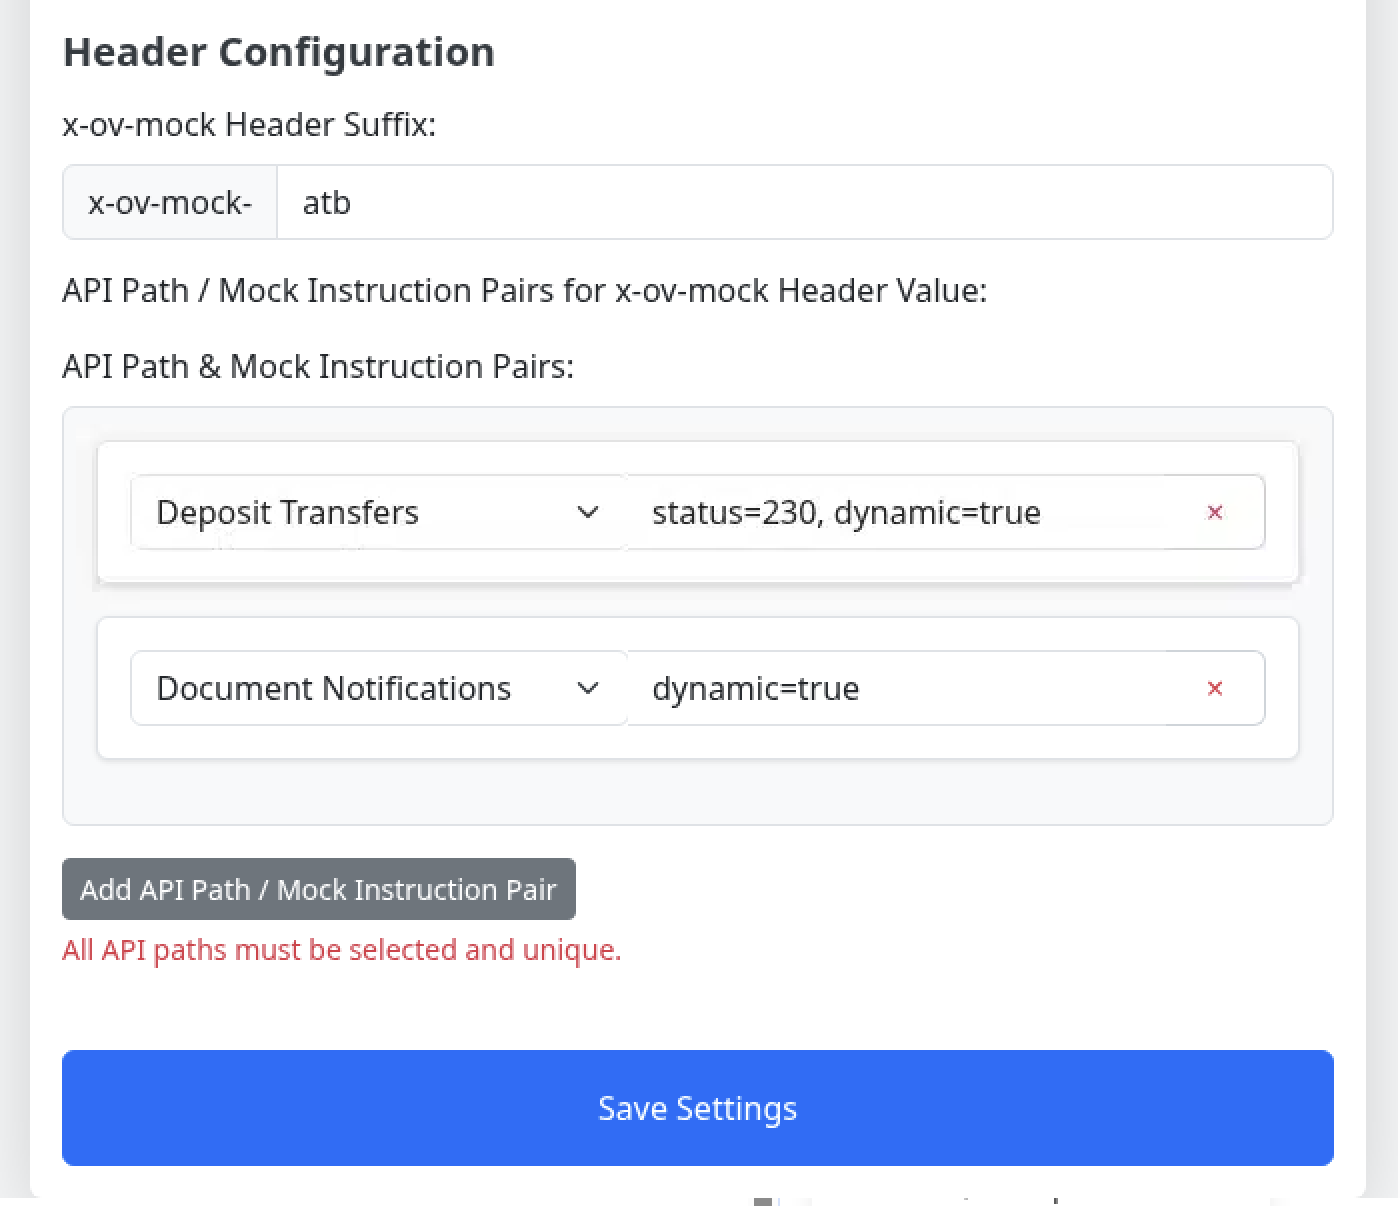 Header Configuration
x-ov-mock Header Suffix:
x-ov-mock- atb
API Path / Mock Instruction Pairs for x-ov-mock Header Value:
API Path & Mock Instruction Pairs:
Deposit Transfers status=230, dynamic=true ×
Document Notifications dynamic=true ×
Add API Path / Mock Instruction Pair
All API paths must be selected and unique.
Save Settings